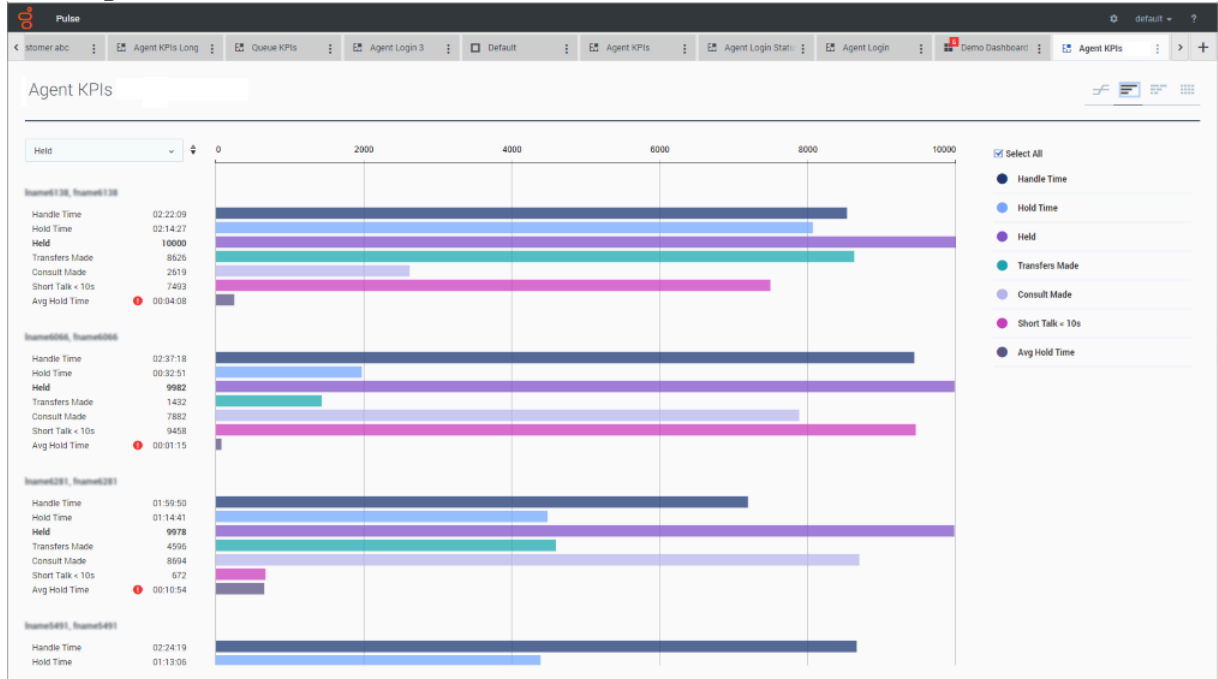 Pulse default ?
stomer abc Agent KPIs Long Queue KPIs Agent Login 3 Default Agent KPIs Agent Login Statu Agent Login 5 Demo Dashboard Agent KPIs
Agent KPIs
Held 0 2000 4000 6000 8000 10000
Select All
Handle Time
Hold Time
Held
Transfers Made
Consult Made
Short Talk < 10s
Avg Hold Time
lname6138, fname6138
Handle Time 02:22:09
Hold Time 02:14:27
Held 10000
Transfers Made 8626
Consult Made 2619
Short Talk < 10s 7493
Avg Hold Time ! 00:04:08
lname6066, fname6066
Handle Time 02:37:18
Hold Time 00:32:51
Held 9982
Transfers Made 1432
Consult Made 7882
Short Talk < 10s 9458
Avg Hold Time ! 00:01:15
lname6281, fname6281
Handle Time 01:59:50
Hold Time 01:14:41
Held 9978
Transfers Made 4596
Consult Made 8694
Short Talk < 10s 672
Avg Hold Time ! 00:10:54
lname5491, fname5491
Handle Time 02:24:19
Hold Time 01:13:06